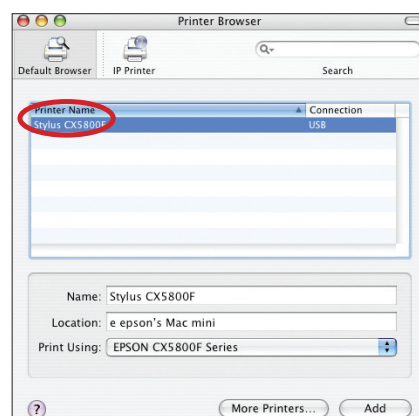 Printer Browser
Default Browser IP Printer Search
Printer Name Connection
Stylus CX5800F USB
Name: Stylus CX5800F
Location: e epson's Mac mini
Print Using: EPSON CX5800F Series
? More Printers... Add